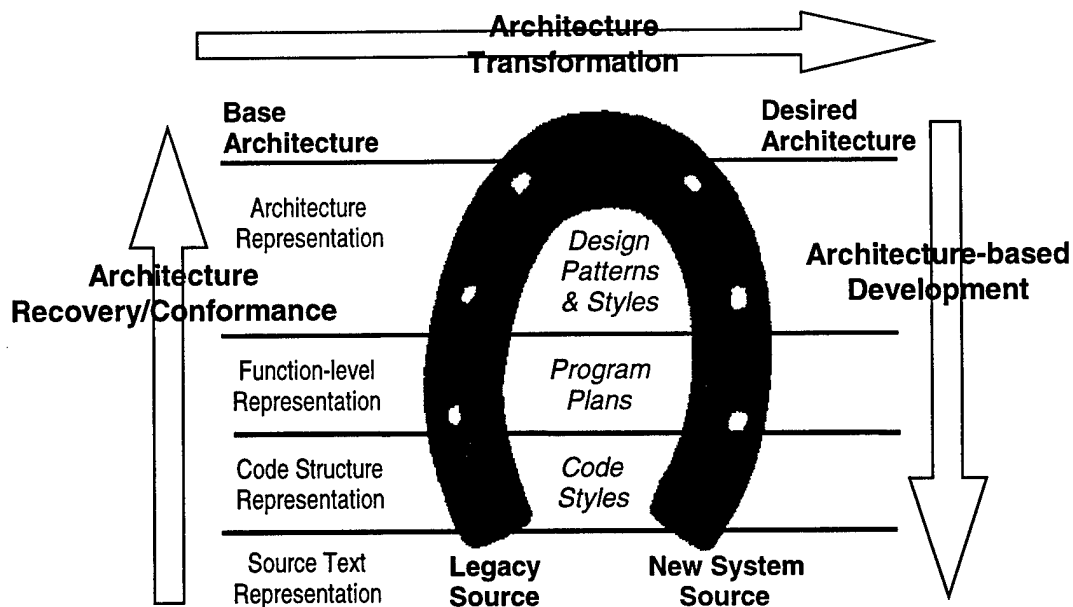 Architecture
Transformation
Base
Architecture
Desired
Architecture
Architecture
Representation
Design
Patterns
& Styles
Architecture
Recovery/Conformance
Architecture-based
Development
Function-level
Representation
Program
Plans
Code Structure
Representation
Code
Styles
Source Text
Representation
Legacy
Source
New System
Source